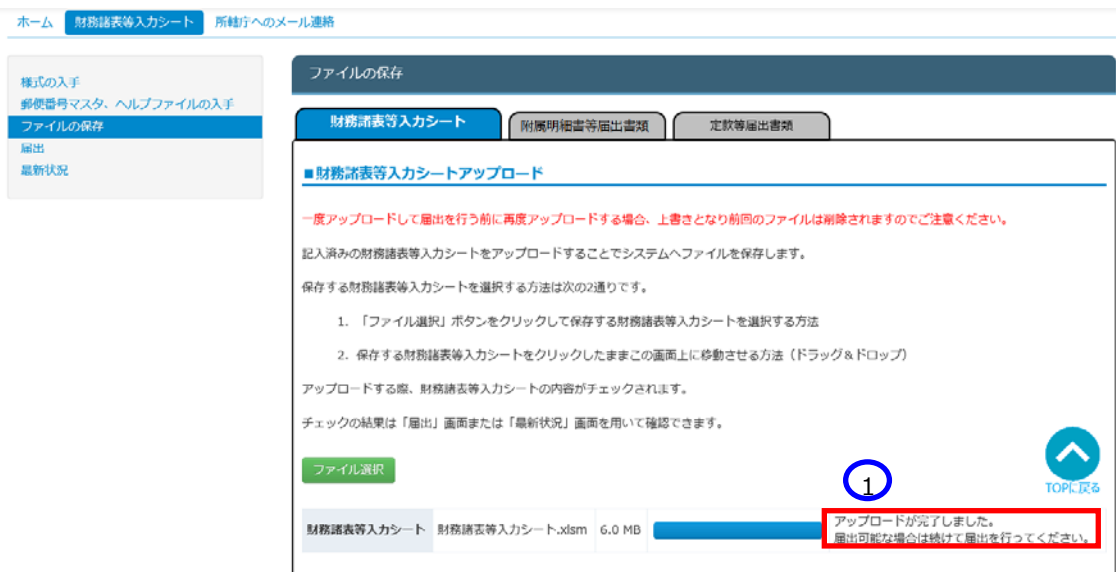 ホーム 財務諸表等入力シート 所轄庁へのメール連絡
様式の入手
郵便番号マスタ、ヘルプファイルの入手
ファイルの保存
届出
最新状況
ファイルの保存
財務諸表等入力シート 附属明細書等届出書類 定款等届出書類
■財務諸表等入力シートアップロード
一度アップロードして届出を行う前に再度アップロードする場合、上書きとなり前回のファイルは削除されますのでご注意ください。
記入済みの財務諸表等入力シートをアップロードすることでシステムへファイルを保存します。
保存する財務諸表等入力シートを選択する方法は次の2通りです。
1. 「ファイル選択」ボタンをクリックして保存する財務諸表等入力シートを選択する方法
2. 保存する財務諸表等入力シートをクリックしたままこの画面上に移動させる方法（ドラッグ＆ドロップ）
アップロードする際、財務諸表等入力シートの内容がチェックされます。
チェックの結果は「届出」画面または「最新状況」画面を用いて確認できます。
ファイル選択
1
TOPに戻る
財務諸表等入力シート 財務諸表等入力シート.xlsm 6.0 MB
アップロードが完了しました。
届出可能な場合は続けて届出を行ってください。